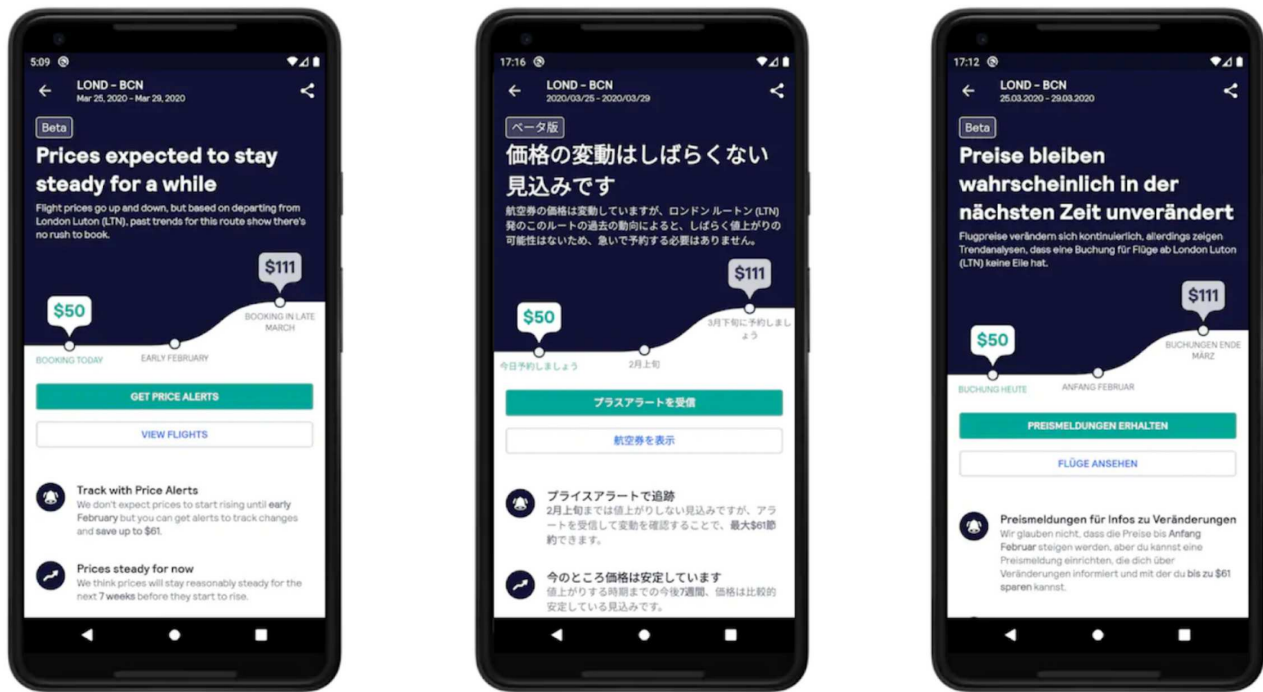 5:09
LOND – BCN
Mar 25, 2020 – Mar 29, 2020
Beta
Prices expected to stay
steady for a while
Flight prices go up and down, but based on departing from
London Luton (LTN), past trends for this route show there's
no rush to book.
$111
$50
BOOKING IN LATE
MARCH
BOOKING TODAY
EARLY FEBRUARY
GET PRICE ALERTS
VIEW FLIGHTS
Track with Price Alerts
We don't expect prices to start rising until early
February but you can get alerts to track changes
and save up to $61.
Prices steady for now
We think prices will stay reasonably steady for the
next 7 weeks before they start to rise.
17:16
LOND – BCN
2020/03/25 – 2020/03/29
ベータ版
価格の変動はしばらくない
見込みです
航空券の価格は変動していますが、ロンドン ルートン (LTN)
発のこのルートの過去の動向によると、しばらく値上がりの
可能性はないため、急いで予約する必要はありません。
$111
$50
3月下旬に予約しまし
ょう
今日予約しましょう
2月上旬
プラスアラートを受信
航空券を表示
プライスアラートで追跡
2月上旬までは値上がりしない見込みですが、アラ
ートを受信して変動を確認することで、最大$61節
約できます。
今のところ価格は安定しています
値上がりする時期までの今後7週間、価格は比較的
安定している見込みです。
17:12
LOND – BCN
25.03.2020 – 29.03.2020
Beta
Preise bleiben
wahrscheinlich in der
nächsten Zeit unverändert
Flugpreise verändern sich kontinuierlich, allerdings zeigen
Trendanalysen, dass eine Buchung für Flüge ab London Luton
(LTN) keine Eile hat.
$111
$50
BUCHUNGEN ENDE
MÄRZ
BUCHUNG HEUTE
ANFANG FEBRUAR
PREISMELDUNGEN ERHALTEN
FLÜGE ANSEHEN
Preismeldungen für Infos zu Veränderungen
Wir glauben nicht, dass die Preise bis Anfang
Februar steigen werden, aber du kannst eine
Preismeldung einrichten, die dich über
Veränderungen informiert und mit der du bis zu $61
sparen kannst.